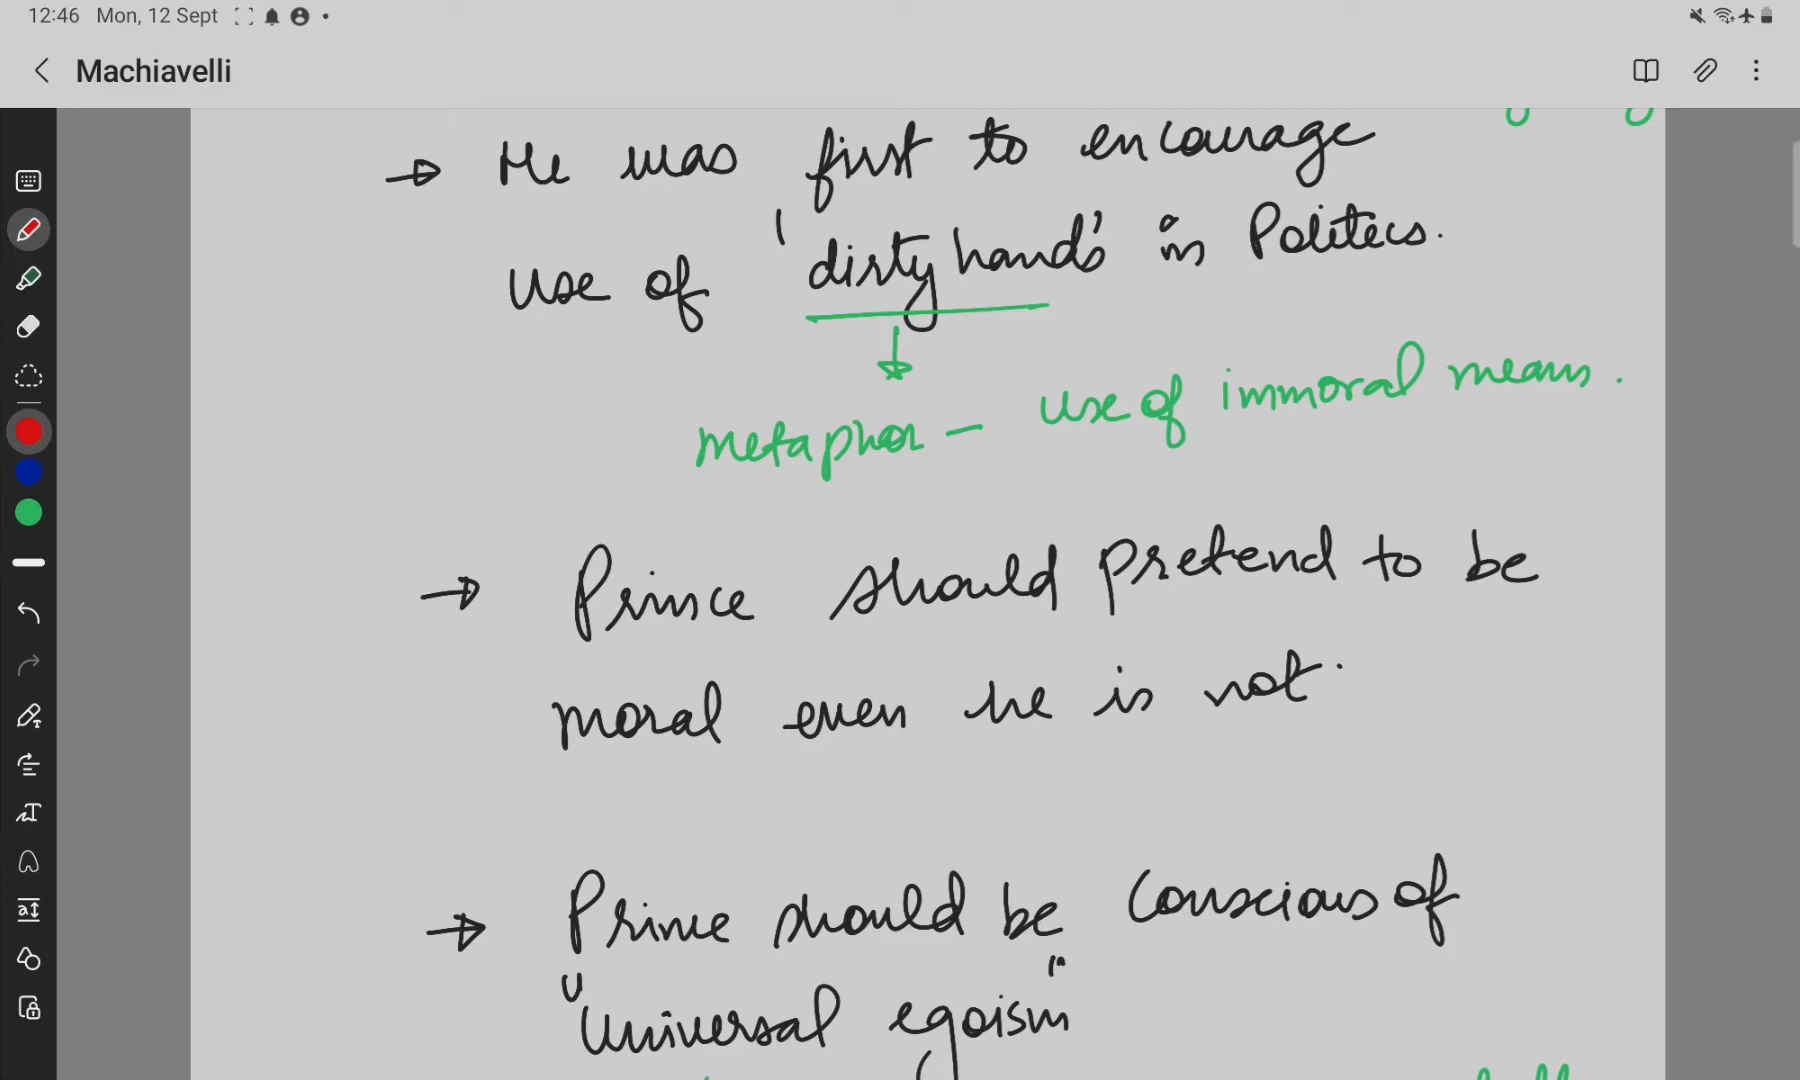 12:46 Mon, 12 Sept
Machiavelli
→ He was first to encourage
use of 'dirty hands' in Politics.
metaphor - use of immoral means.
→ Prince should pretend to be
moral even he is not.
→ Prince should be conscious of
"Universal egoism"